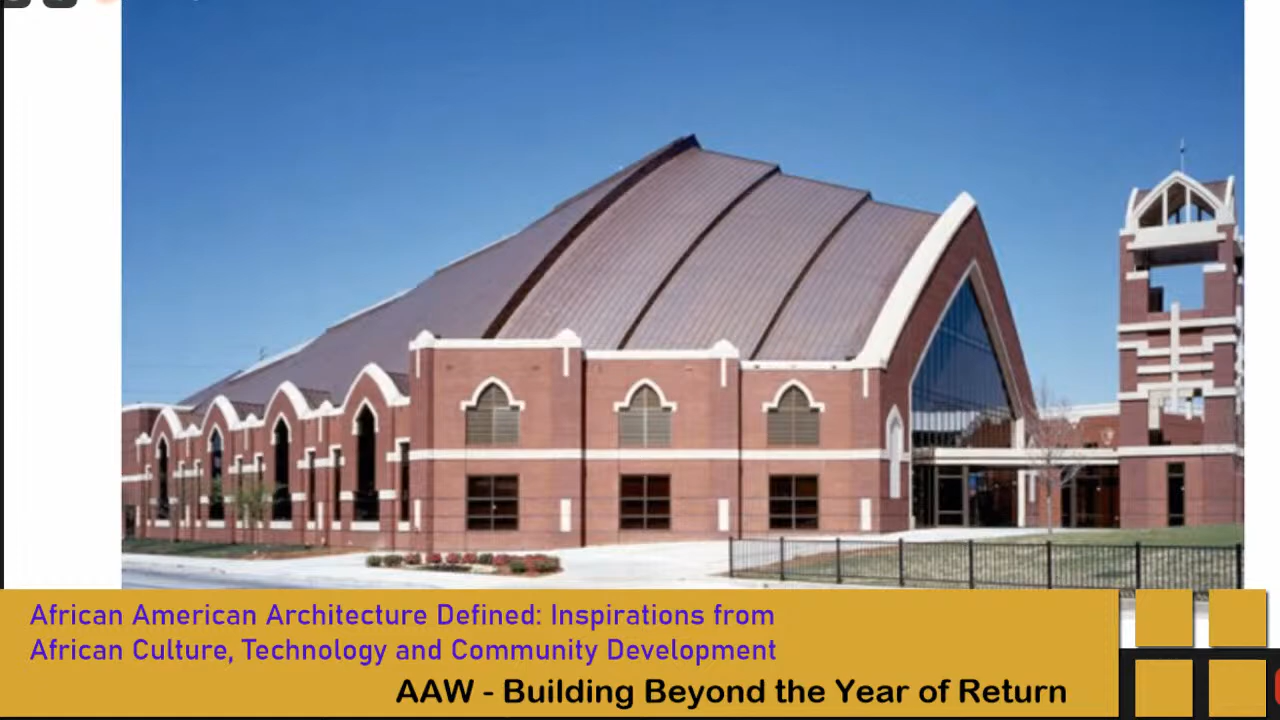 African American Architecture Defined: Inspirations from
African Culture, Technology and Community Development
AAW - Building Beyond the Year of Return